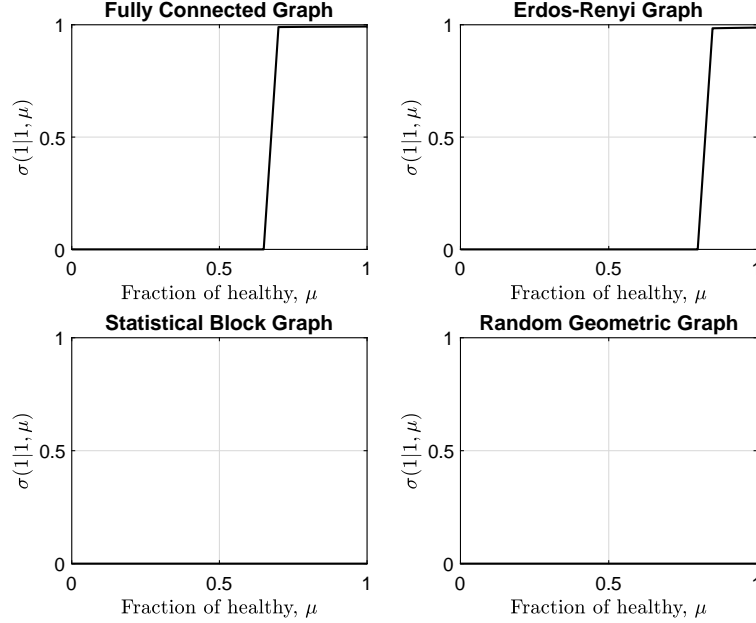 Fully Connected Graph
1
0.5
0
σ(1|1, μ)
0 0.5 1
Fraction of healthy, μ
Erdos-Renyi Graph
1
0.5
0
σ(1|1, μ)
0 0.5 1
Fraction of healthy, μ
Statistical Block Graph
1
0.5
0
σ(1|1, μ)
0 0.5 1
Fraction of healthy, μ
Random Geometric Graph
1
0.5
0
σ(1|1, μ)
0 0.5 1
Fraction of healthy, μ